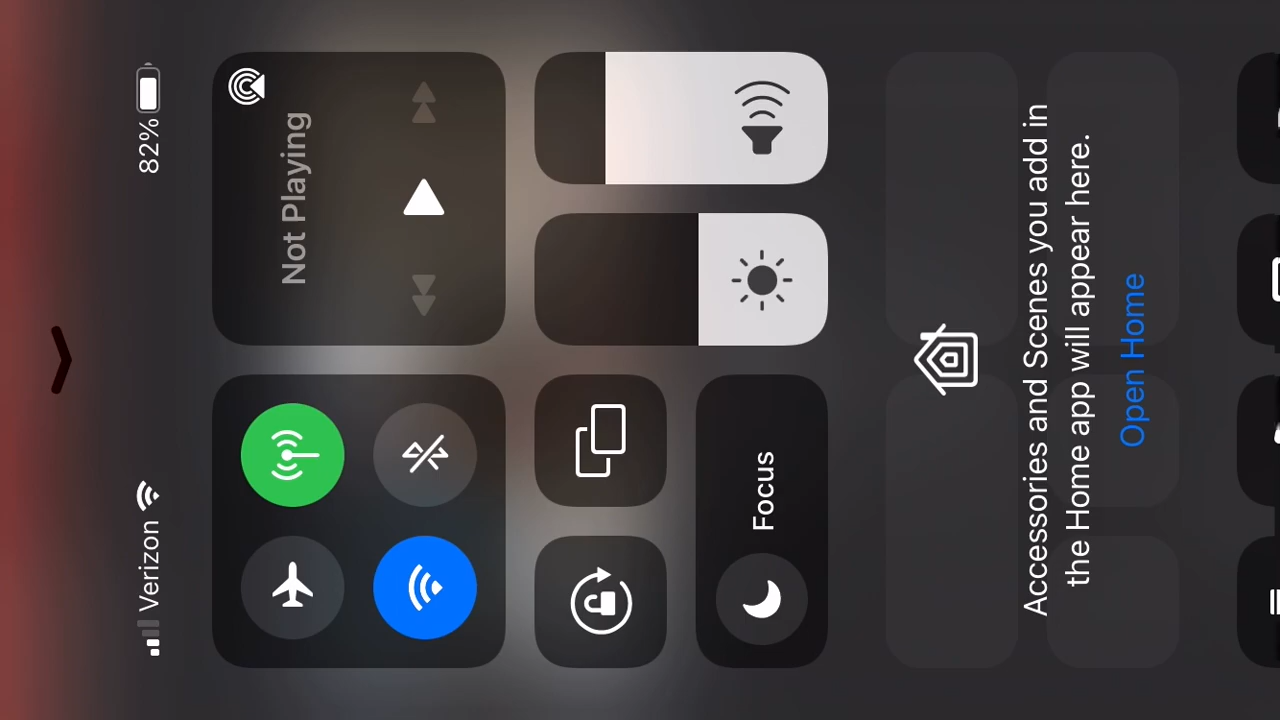 Verizon 82%
Not Playing
Focus
Accessories and Scenes you add in
the Home app will appear here.
Open Home